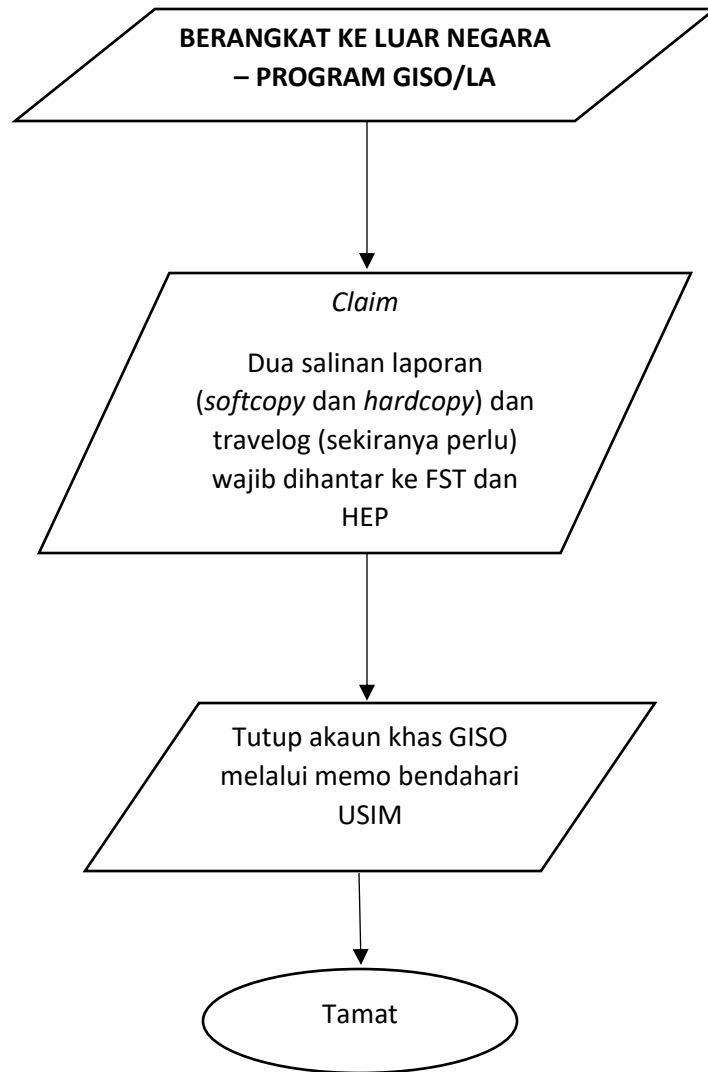 BERANGKAT KE LUAR NEGARA
– PROGRAM GISO/LA
Claim
Dua salinan laporan
(softcopy dan hardcopy) dan
travelog (sekiranya perlu)
wajib dihantar ke FST dan
HEP
Tutup akaun khas GISO
melalui memo bendahari
USIM
Tamat